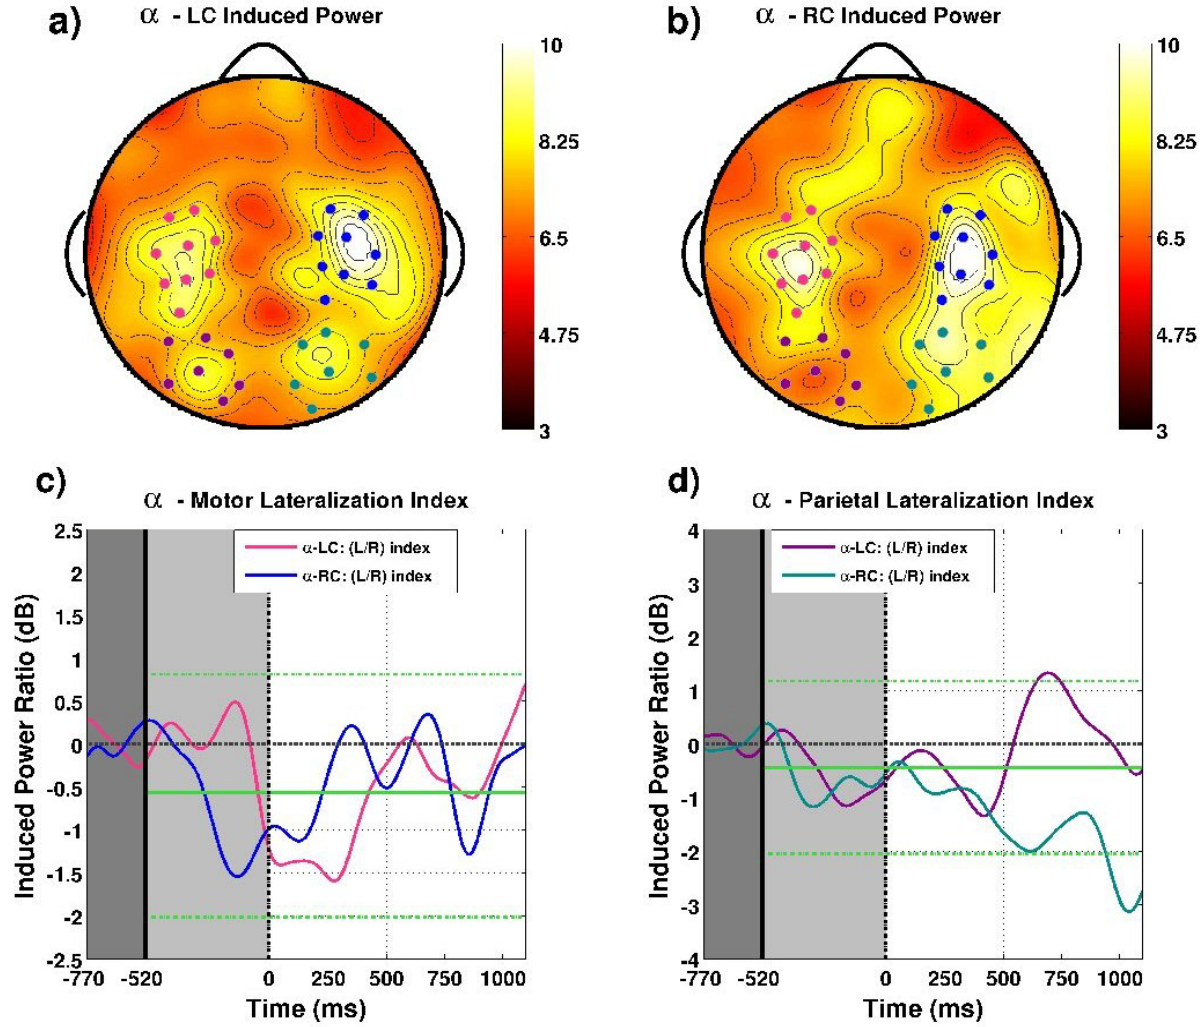 a)
α - LC Induced Power
10
8.25
6.5
4.75
3
b)
α - RC Induced Power
10
8.25
6.5
4.75
3
c)
α - Motor Lateralization Index
Induced Power Ratio (dB)
2.5
2
1.5
1
0.5
0
-0.5
-1
-1.5
-2
-2.5
α-LC: (L/R) index
α-RC: (L/R) index
-770 -520 0 250 500 750 1000
Time (ms)
d)
α - Parietal Lateralization Index
Induced Power Ratio (dB)
4
3
2
1
0
-1
-2
-3
-4
α-LC: (L/R) index
α-RC: (L/R) index
-770 -520 0 250 500 750 1000
Time (ms)